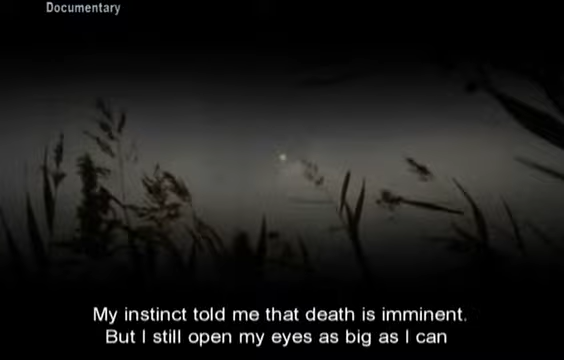 Documentary
My instinct told me that death is imminent.
But I still open my eyes as big as I can